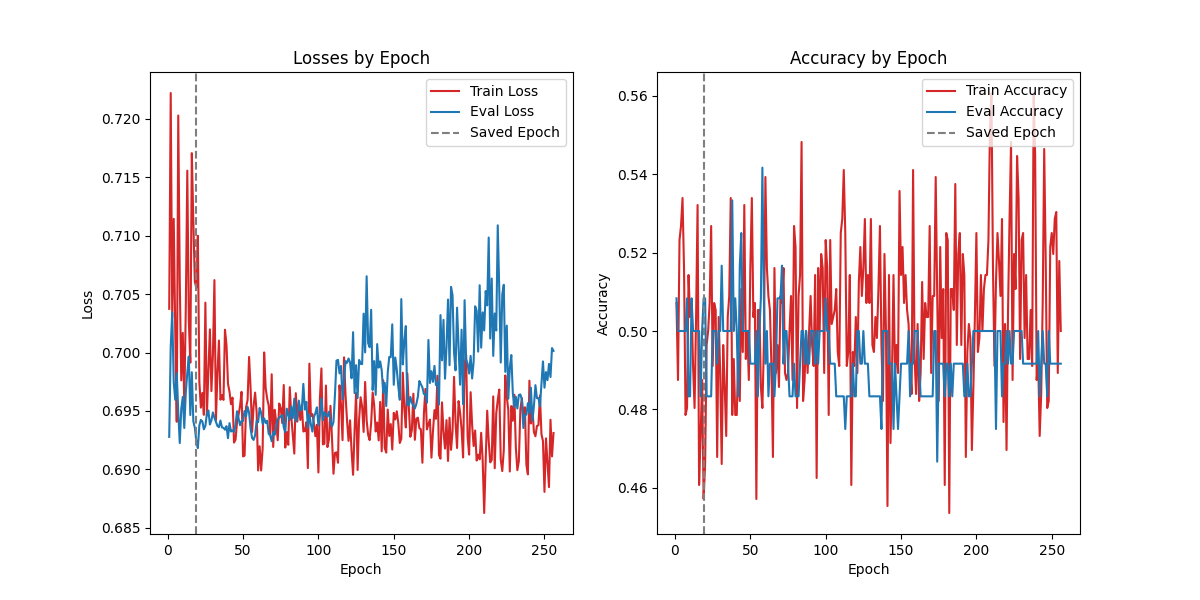 Losses by Epoch
Loss
0.720
0.715
0.710
0.705
0.700
0.695
0.690
0.685
0 50 100 150 200 250
Epoch
Train Loss
Eval Loss
Saved Epoch
Accuracy by Epoch
Accuracy
0.56
0.54
0.52
0.50
0.48
0.46
0 50 100 150 200 250
Epoch
Train Accuracy
Eval Accuracy
Saved Epoch